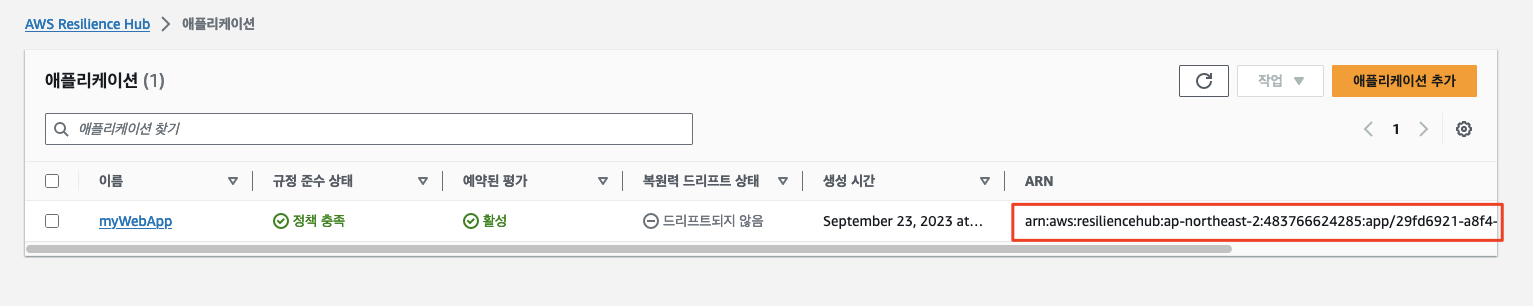 AWS Resilience Hub > 애플리케이션
애플리케이션 (1)
작업
애플리케이션 추가
애플리케이션 찾기
1
이름 규정 준수 상태 예약된 평가 복원력 드리프트 상태 생성 시간 ARN
myWebApp 정책 충족 활성 드리프트되지 않음 September 23, 2023 at... arn:aws:resiliencehub:ap-northeast-2:483766624285:app/29fd6921-a8f4-